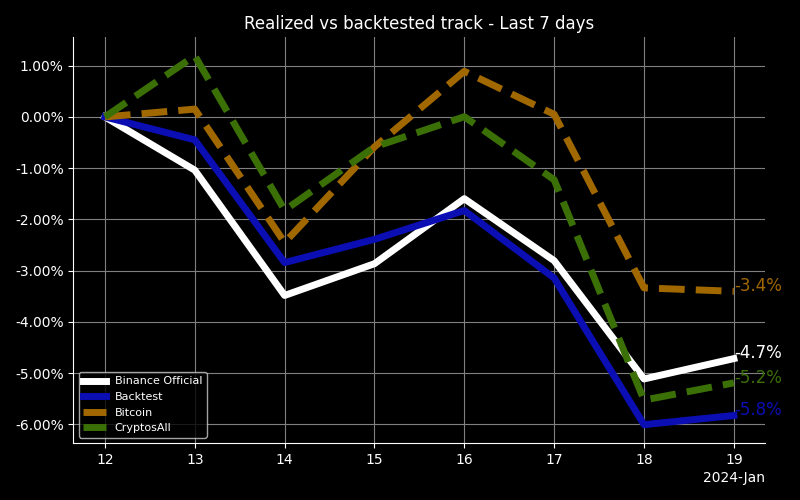 Realized vs backtested track - Last 7 days
1.00%
0.00%
-1.00%
-2.00%
-3.00%
-4.00%
-5.00%
-6.00%
-3.4%
-4.7%
-5.2%
-5.8%
Binance Official
Backtest
Bitcoin
CryptosAll
12 13 14 15 16 17 18 19
2024-Jan